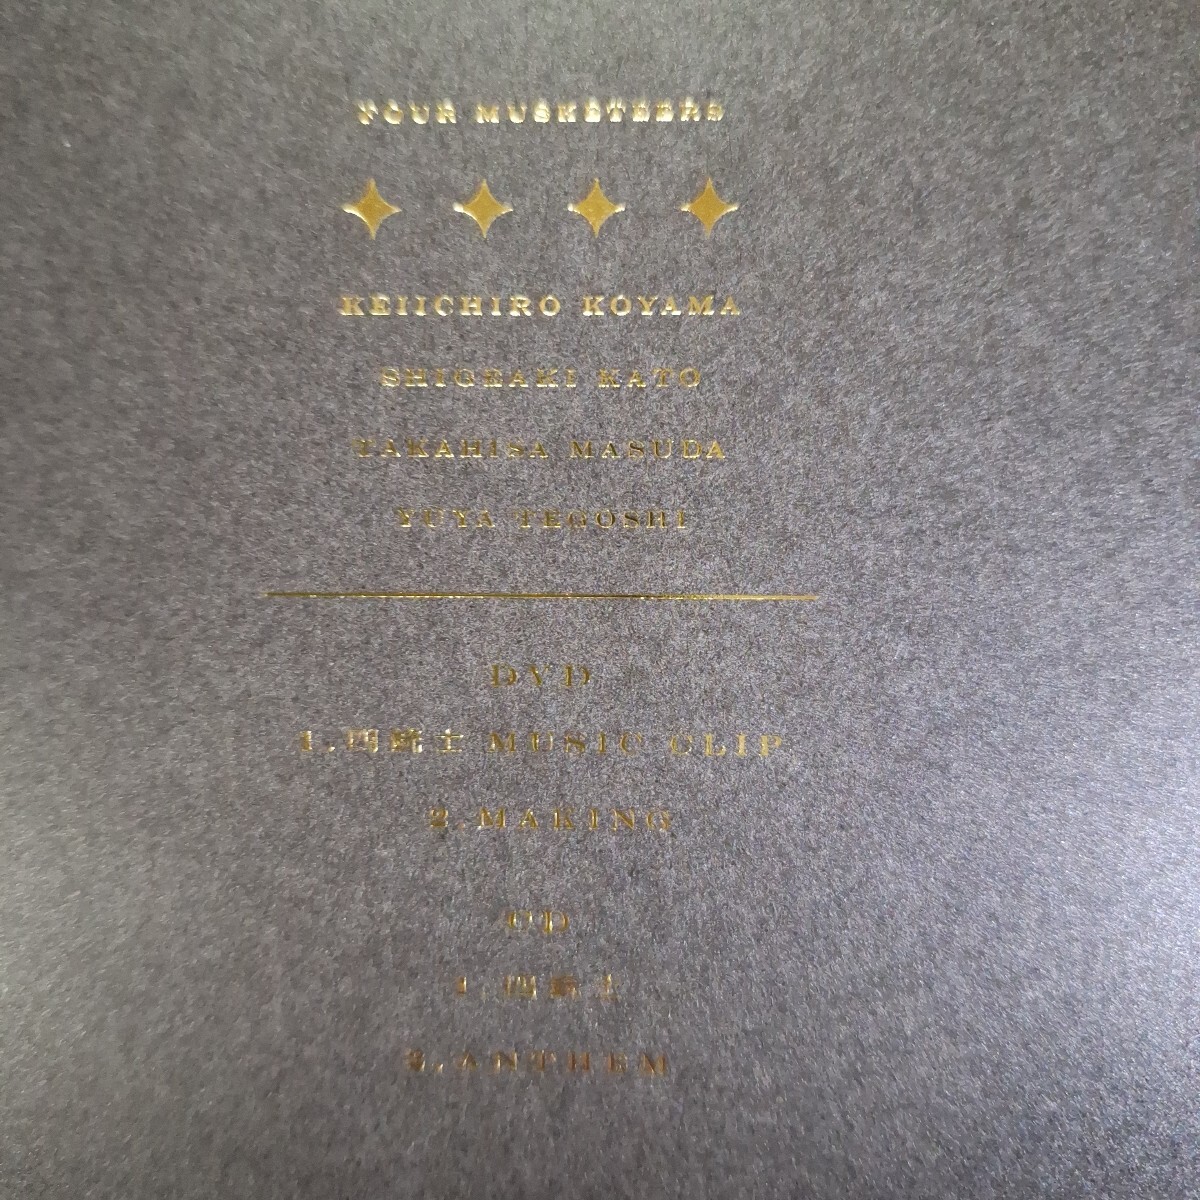 FOUR MUSKETEERS
KEIICHIRO KOYAMA
SHIGEAKI KATO
TAKAHISA MASUDA
YUYA TEGOSHI
DVD
1.四銃士 MUSIC CLIP
2.MAKING
CD
1.四銃士
2.ANTHEM